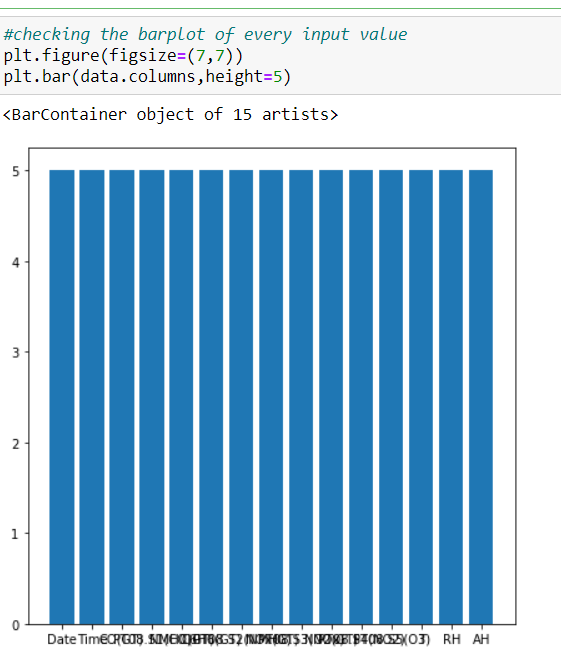 #checking the barplot of every input value
plt.figure(figsize=(7,7))
plt.bar(data.columns,height=5)
<BarContainer object of 15 artists>
5
4
3
2
1
0
Date Time RH AH